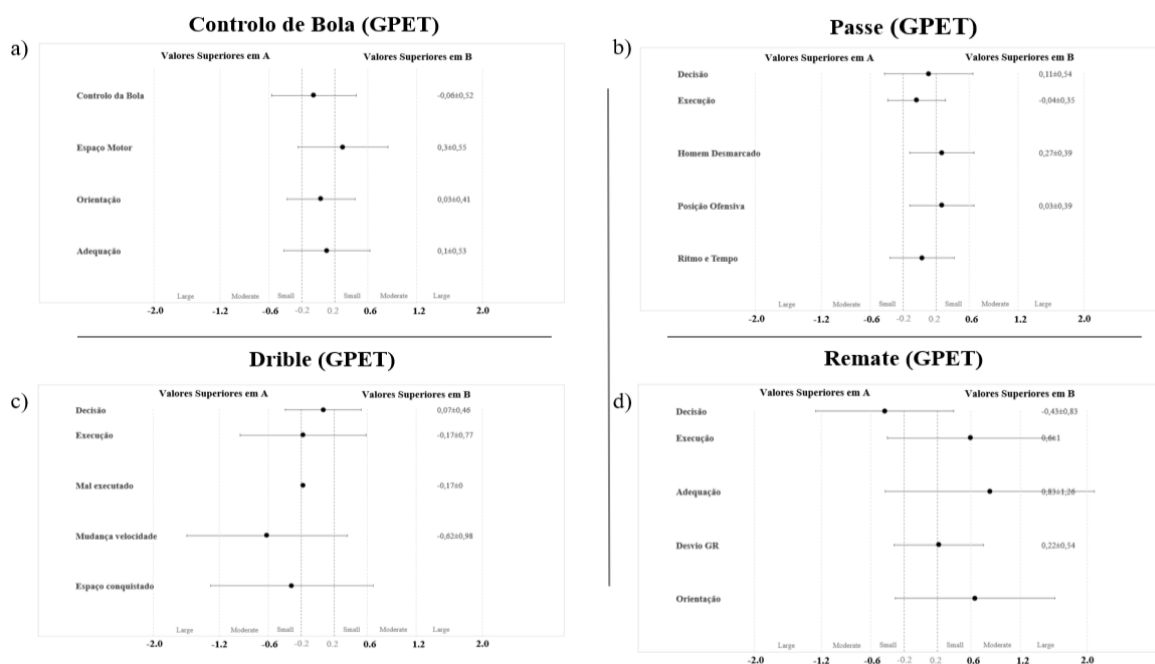 Controlo de Bola (GPET)
a)
Valores Superiores em A Valores Superiores em B
Controlo da Bola -0,06±0,52
Espaço Motor 0,3±0,55
Orientação 0,03±0,41
Adequação 0,1±0,53
Large Moderate Small Small Moderate Large
-2.0 -1.2 -0.6 -0.2 0.2 0.6 1.2 2.0
Passe (GPET)
b)
Valores Superiores em A Valores Superiores em B
Decisão 0,11±0,54
Execução -0,04±0,35
Homem Desmarcado 0,27±0,39
Posição Ofensiva 0,03±0,39
Ritmo e Tempo
Large Moderate Small Small Moderate Large
-2.0 -1.2 -0.6 -0.2 0.2 0.6 1.2 2.0
Drible (GPET)
c)
Valores Superiores em A Valores Superiores em B
Decisão 0,07±0,46
Execução -0,17±0,77
Mal executado -0,17±0
Mudança velocidade -0,62±0,98
Espaço conquistado
Large Moderate Small Small Moderate Large
-2.0 -1.2 -0.6 -0.2 0.2 0.6 1.2 2.0
Remate (GPET)
d)
Valores Superiores em A Valores Superiores em B
Decisão -0,43±0,83
Execução 0,6±1
Adequação 0,83±1,26
Desvio GR 0,22±0,54
Orientação
Large Moderate Small Small Moderate Large
-2.0 -1.2 -0.6 -0.2 0.2 0.6 1.2 2.0